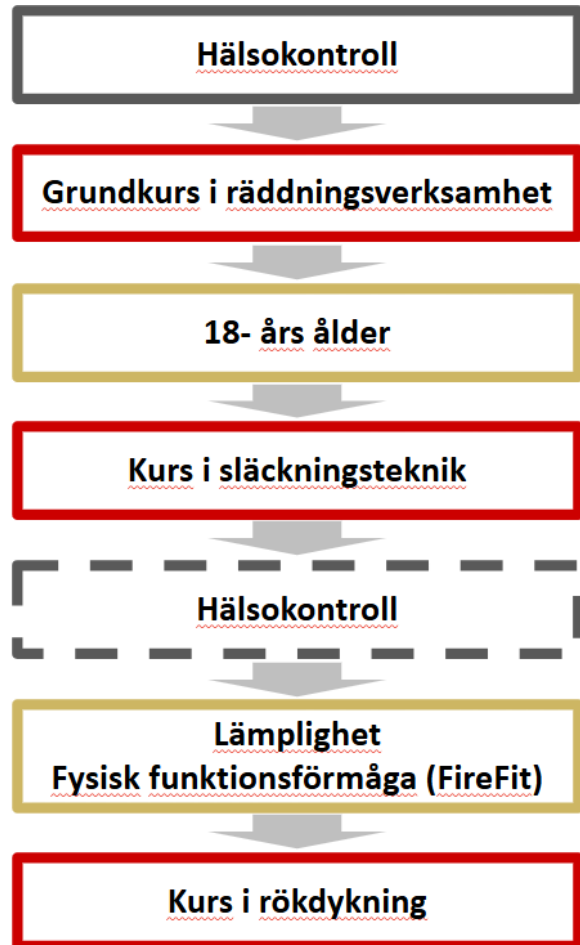 Hälsokontroll
Grundkurs i räddningsverksamhet
18- års ålder
Kurs i släckningsteknik
Hälsokontroll
Lämplighet
Fysisk funktionsförmåga (FireFit)
Kurs i rökdykning